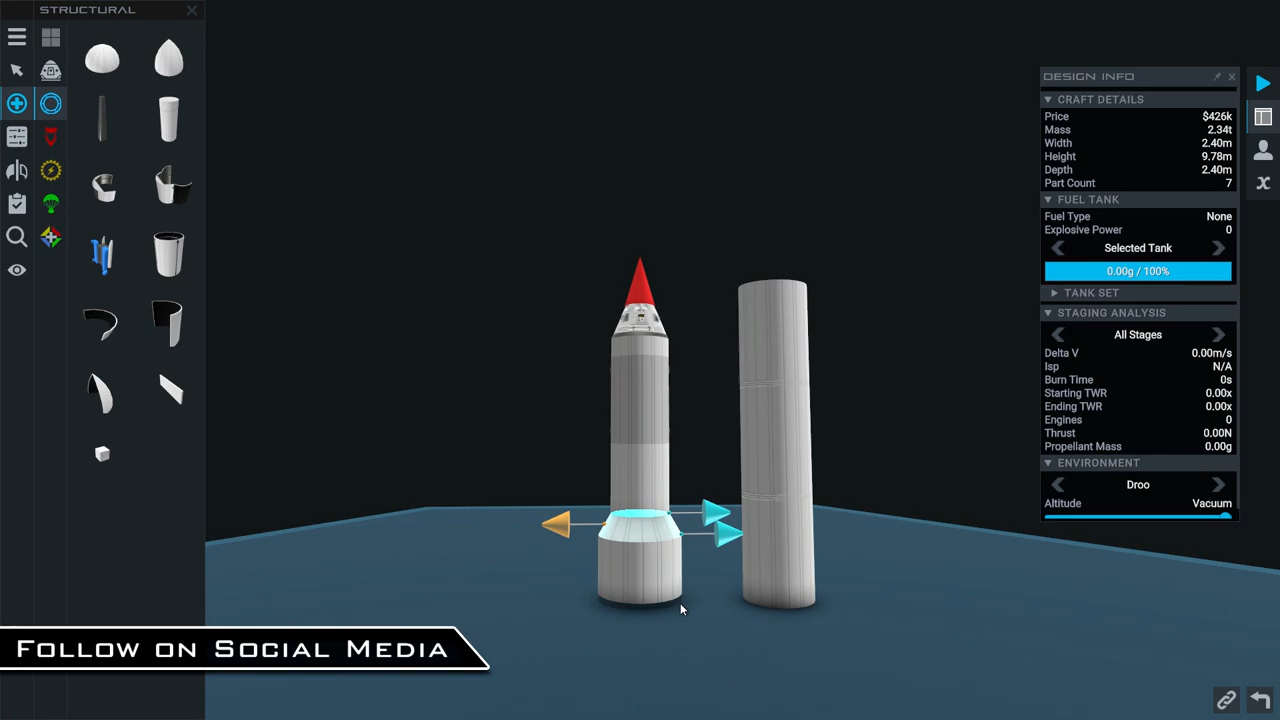 STRUCTURAL
DESIGN INFO
CRAFT DETAILS
Price $426k
Mass 2.34t
Width 2.40m
Height 9.78m
Depth 2.40m
Part Count 7
FUEL TANK
Fuel Type None
Explosive Power 0
Selected Tank
0.00g / 100%
TANK SET
STAGING ANALYSIS
All Stages
Delta V 0.00m/s
Isp N/A
Burn Time 0s
Starting TWR 0.00x
Ending TWR 0.00x
Engines 0
Thrust 0.00N
Propellant Mass 0.00g
ENVIRONMENT
Droo
Altitude Vacuum
FOLLOW ON SOCIAL MEDIA